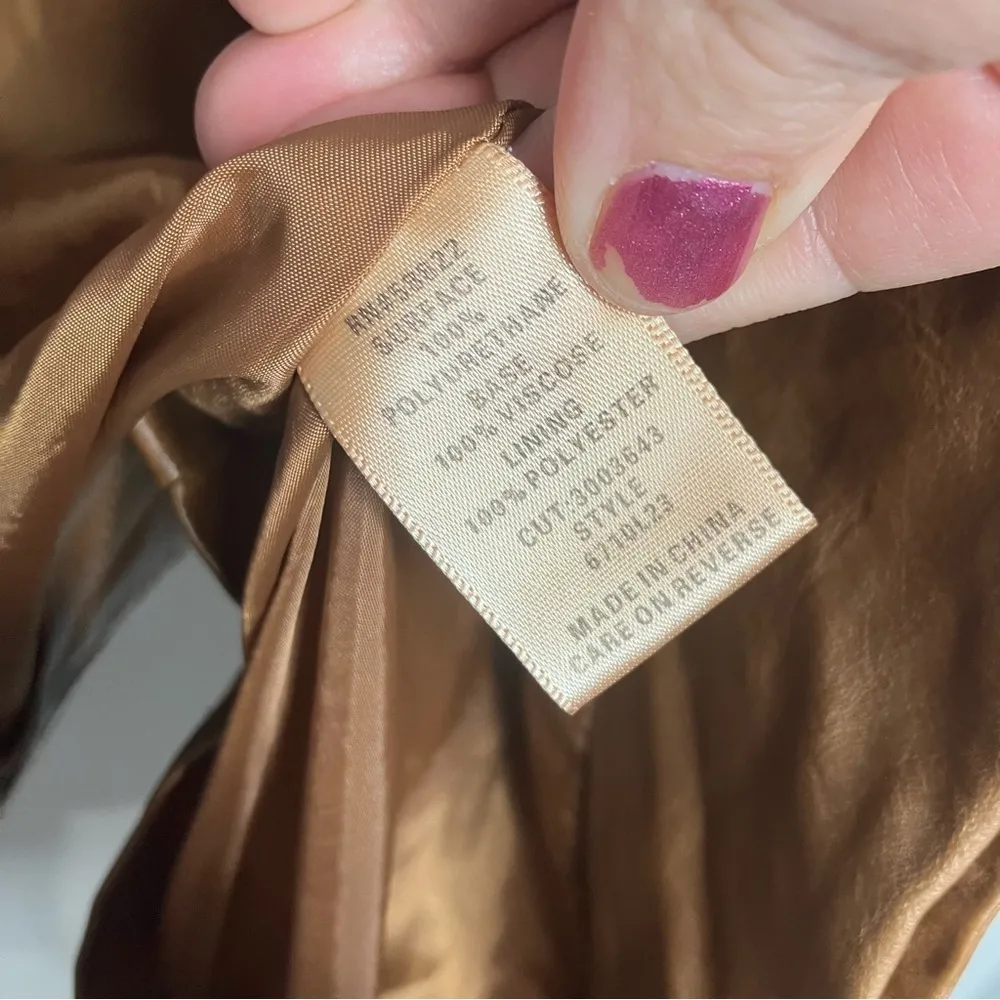 SURFACE
100%
POLYURETHANE
BASE
100% VISCOSE
LINING
100% POLYESTER
CUT:3003643
STYLE
MADE IN CHINA
CARE ON REVERSE